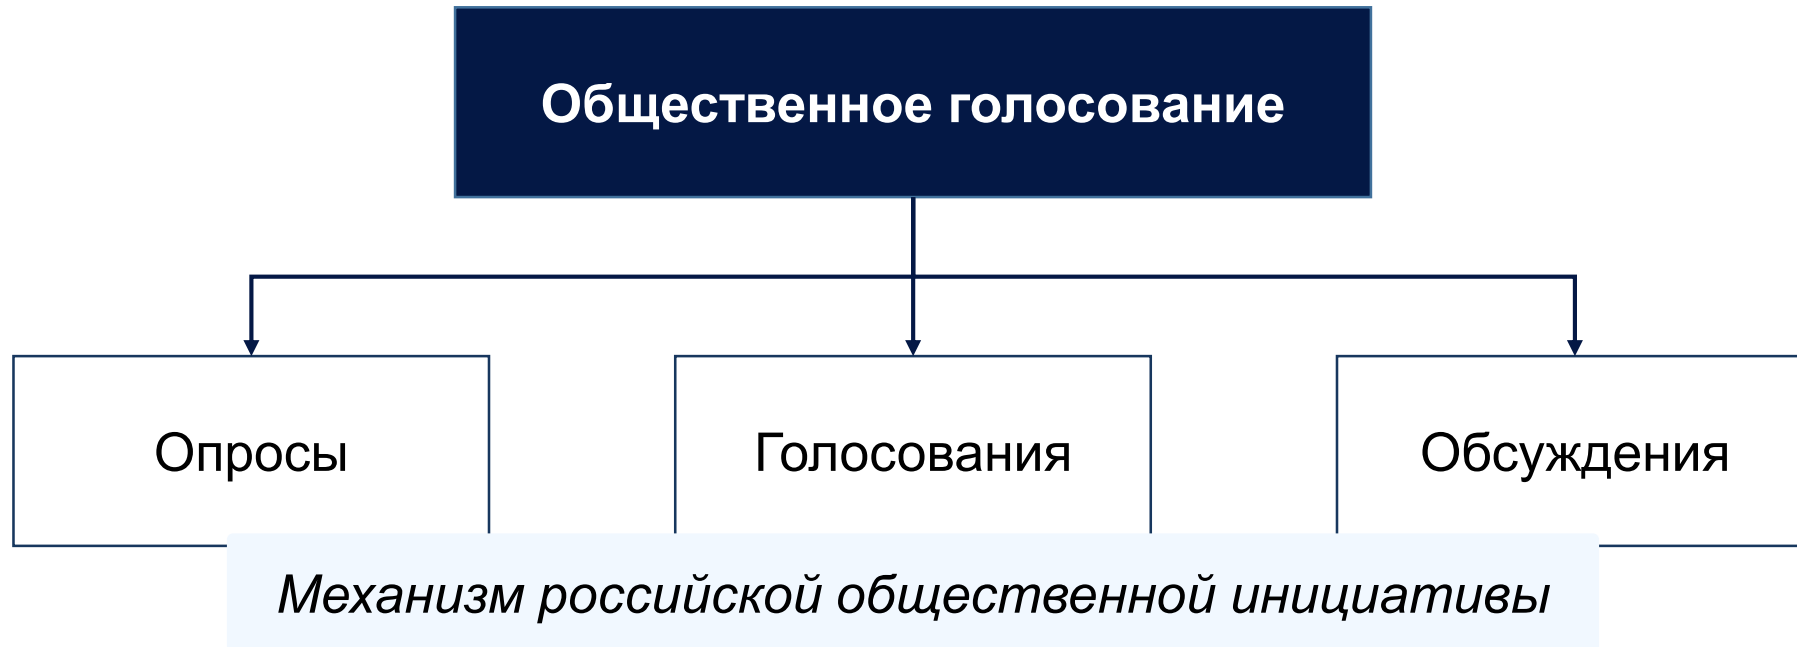 Общественное голосование
Опросы
Голосования
Обсуждения
Механизм российской общественной инициативы